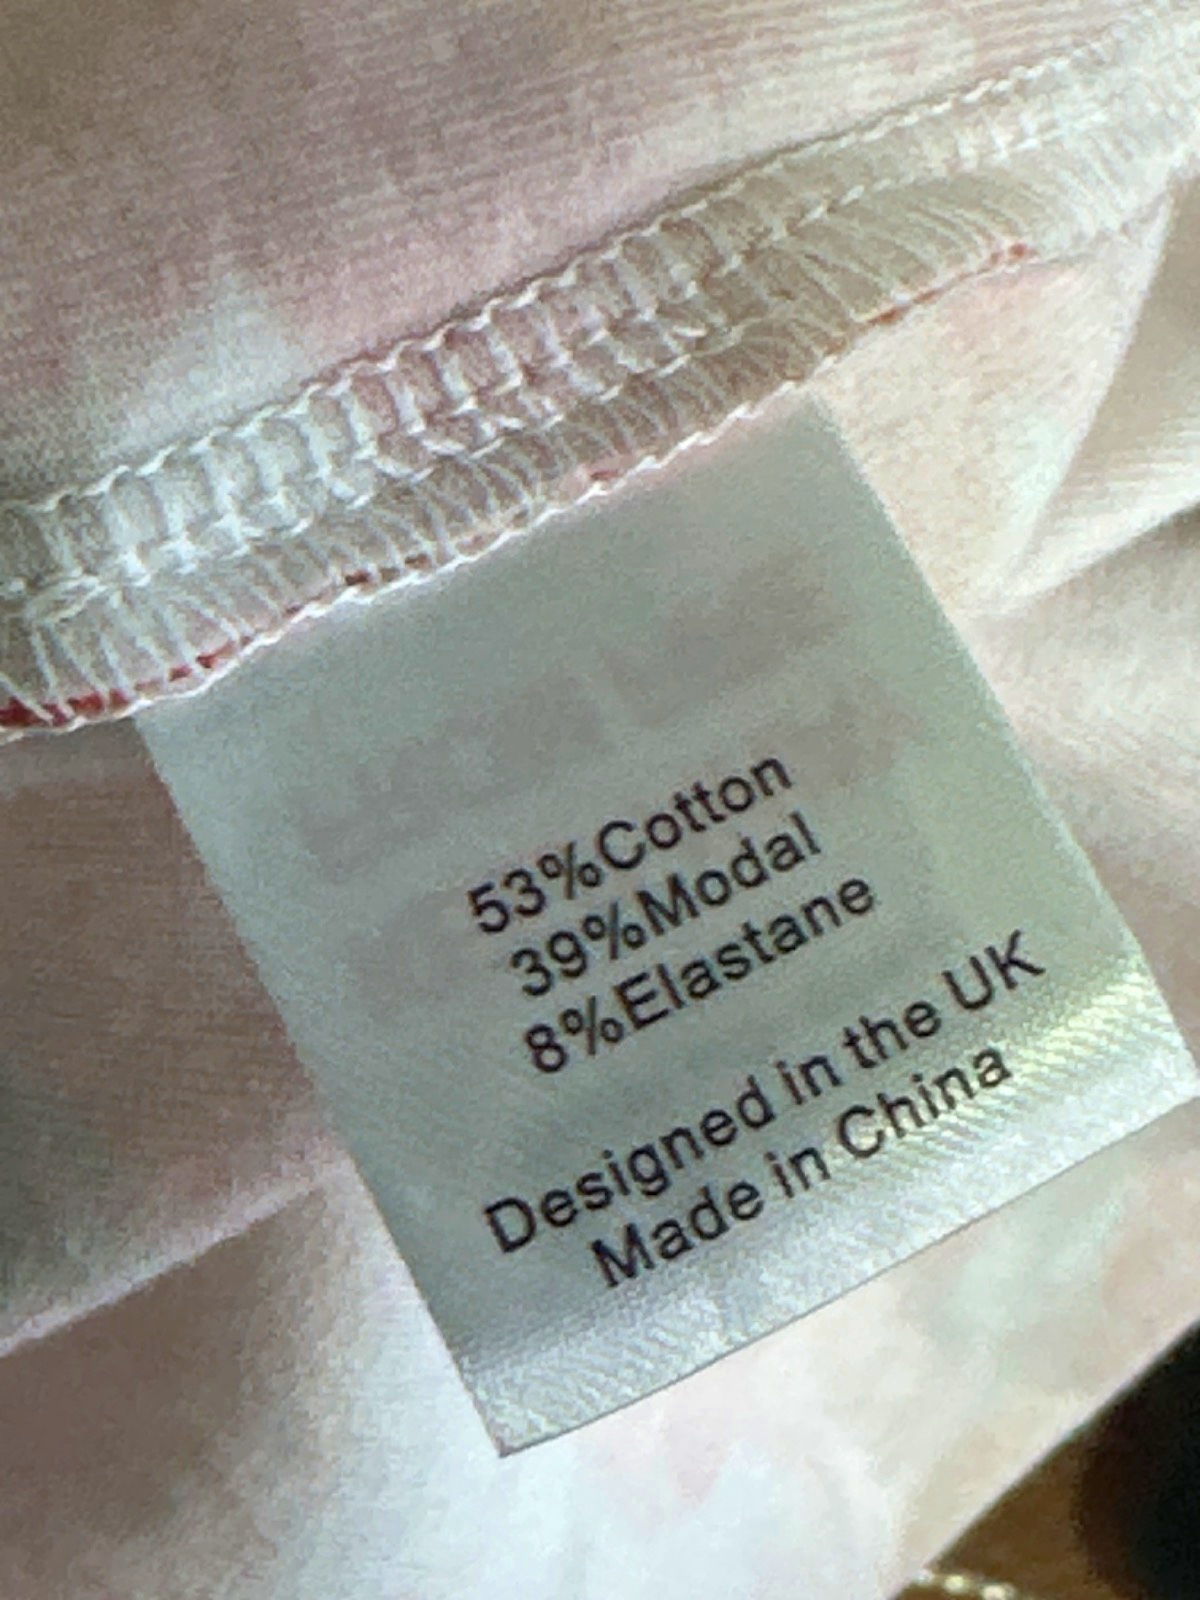 53%Cotton
39%Modal
8%Elastane
Designed in the UK
Made in China